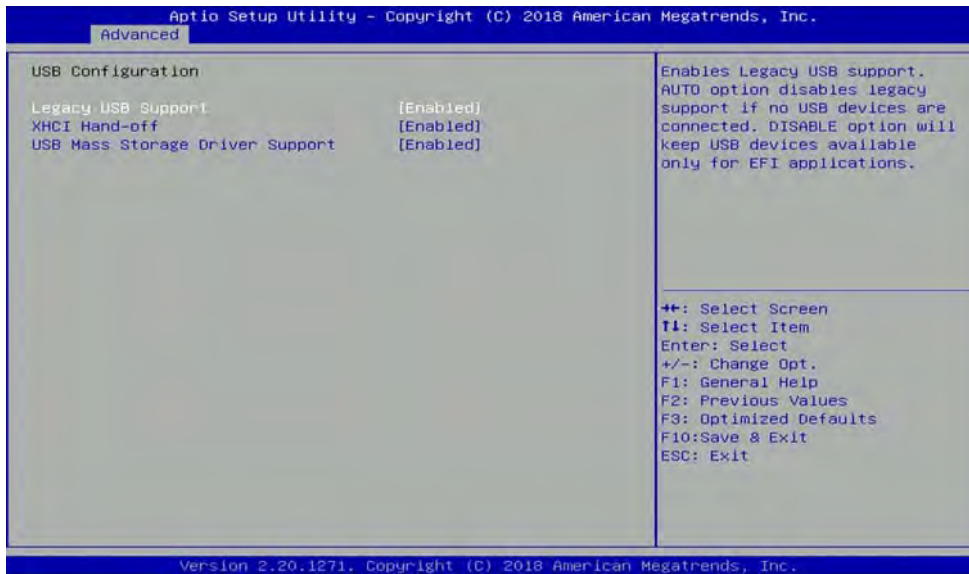 Aptio Setup Utility - Copyright (C) 2018 American Megatrends, Inc.
Advanced
USB Configuration
Legacy USB Support [Enabled]
XHCI Hand-off [Enabled]
USB Mass Storage Driver Support [Enabled]
Enables Legacy USB support.
AUTO option disables legacy
support if no USB devices are
connected. DISABLE option will
keep USB devices available
only for EFI applications.
→←: Select Screen
↑↓: Select Item
Enter: Select
+/-: Change Opt.
F1: General Help
F2: Previous Values
F3: Optimized Defaults
F10:Save & Exit
ESC: Exit
Version 2.20.1271. Copyright (C) 2018 American Megatrends, Inc.